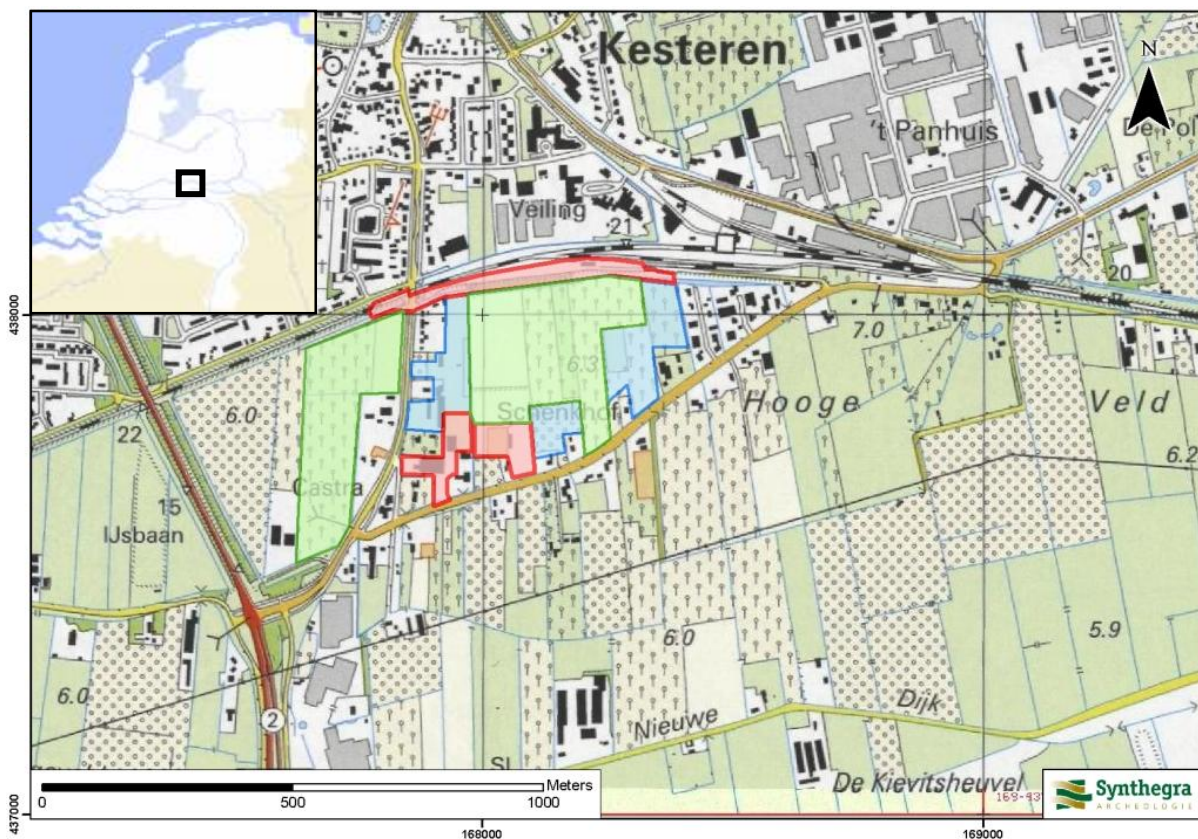 Kesteren
N
't Panhuis
De Pol
Veiling
21
20
438000
7.0
6.3
6.0
Schenkhof
Hooge Veld
22
6.2
Castra
15
IJsbaan
5.9
6.0
6.0
Dijk
Nieuwe
2
De Kievitsheuvel
0 500 1000 Meters
Synthegra
ARCHEOLOGIE
437000
168000
169000